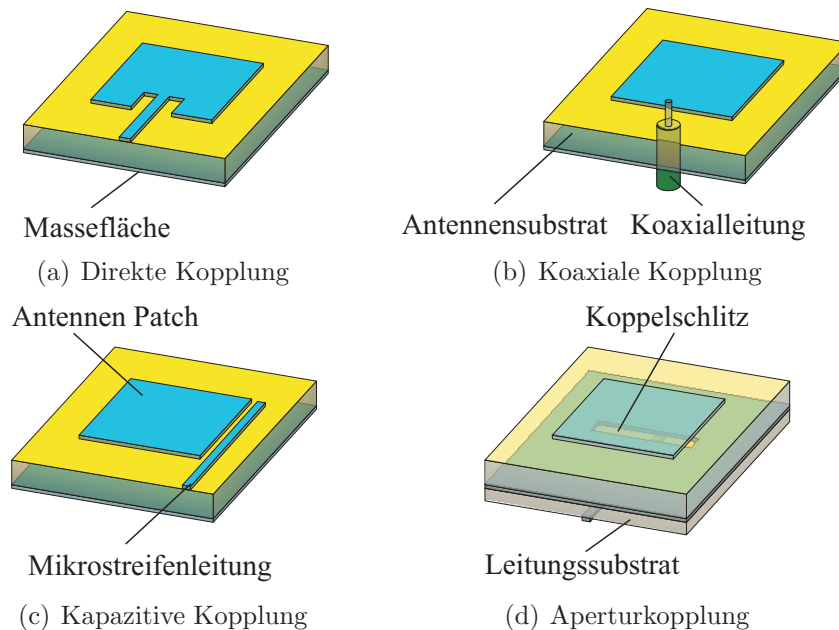 Massefläche
Antennensubstrat
Koaxialleitung
(a) Direkte Kopplung
(b) Koaxiale Kopplung
Antennen Patch
Koppelschlitz
Mikrostreifenleitung
Leitungssubstrat
(c) Kapazitive Kopplung
(d) Aperturkopplung